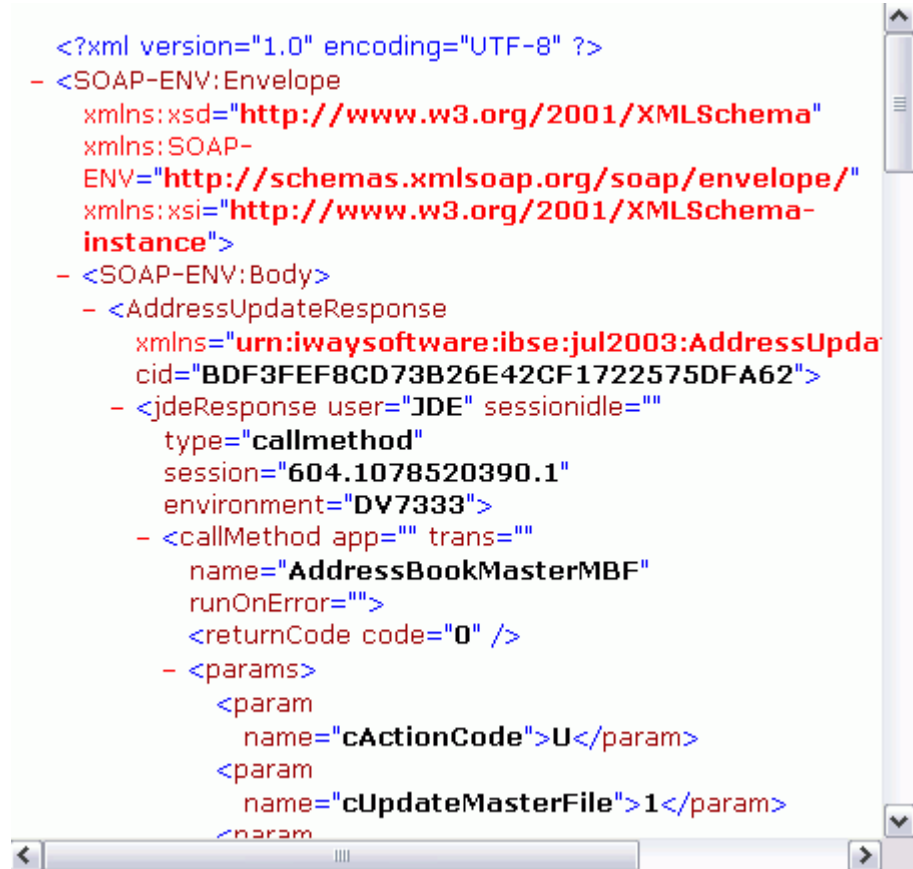 <?xml version="1.0" encoding="UTF-8" ?>
- <SOAP-ENV:Envelope
xmlns:xsd="http://www.w3.org/2001/XMLSchema"
xmlns:SOAP-
ENV="http://schemas.xmlsoap.org/soap/envelope/"
xmlns:xsi="http://www.w3.org/2001/XMLSchema-
instance">
- <SOAP-ENV:Body>
- <AddressUpdateResponse
xmlns="urn:iwaysoftware:ibse:jul2003:AddressUpdat
cid="BDF3FEF8CD73B26E42CF1722575DFA62">
- <jdeResponse user="JDE" sessionidle=""
type="callmethod"
session="604.1078520390.1"
environment="DV7333">
- <callMethod app="" trans=""
name="AddressBookMasterMBF"
runOnError="">
<returnCode code="0" />
- <params>
<param
name="cActionCode">U</param>
<param
name="cUpdateMasterFile">1</param>
<param